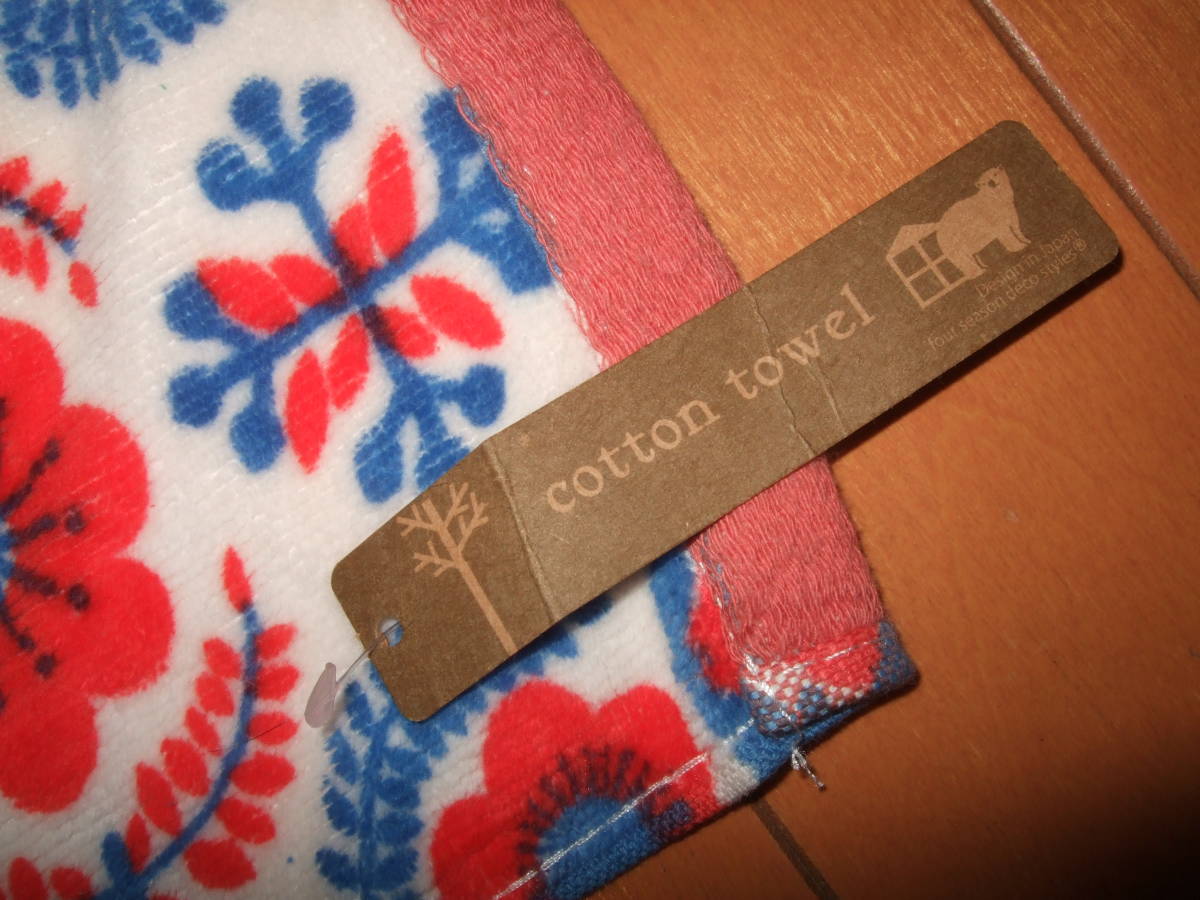 cotton towel
Design in Japan
four season deco styles®